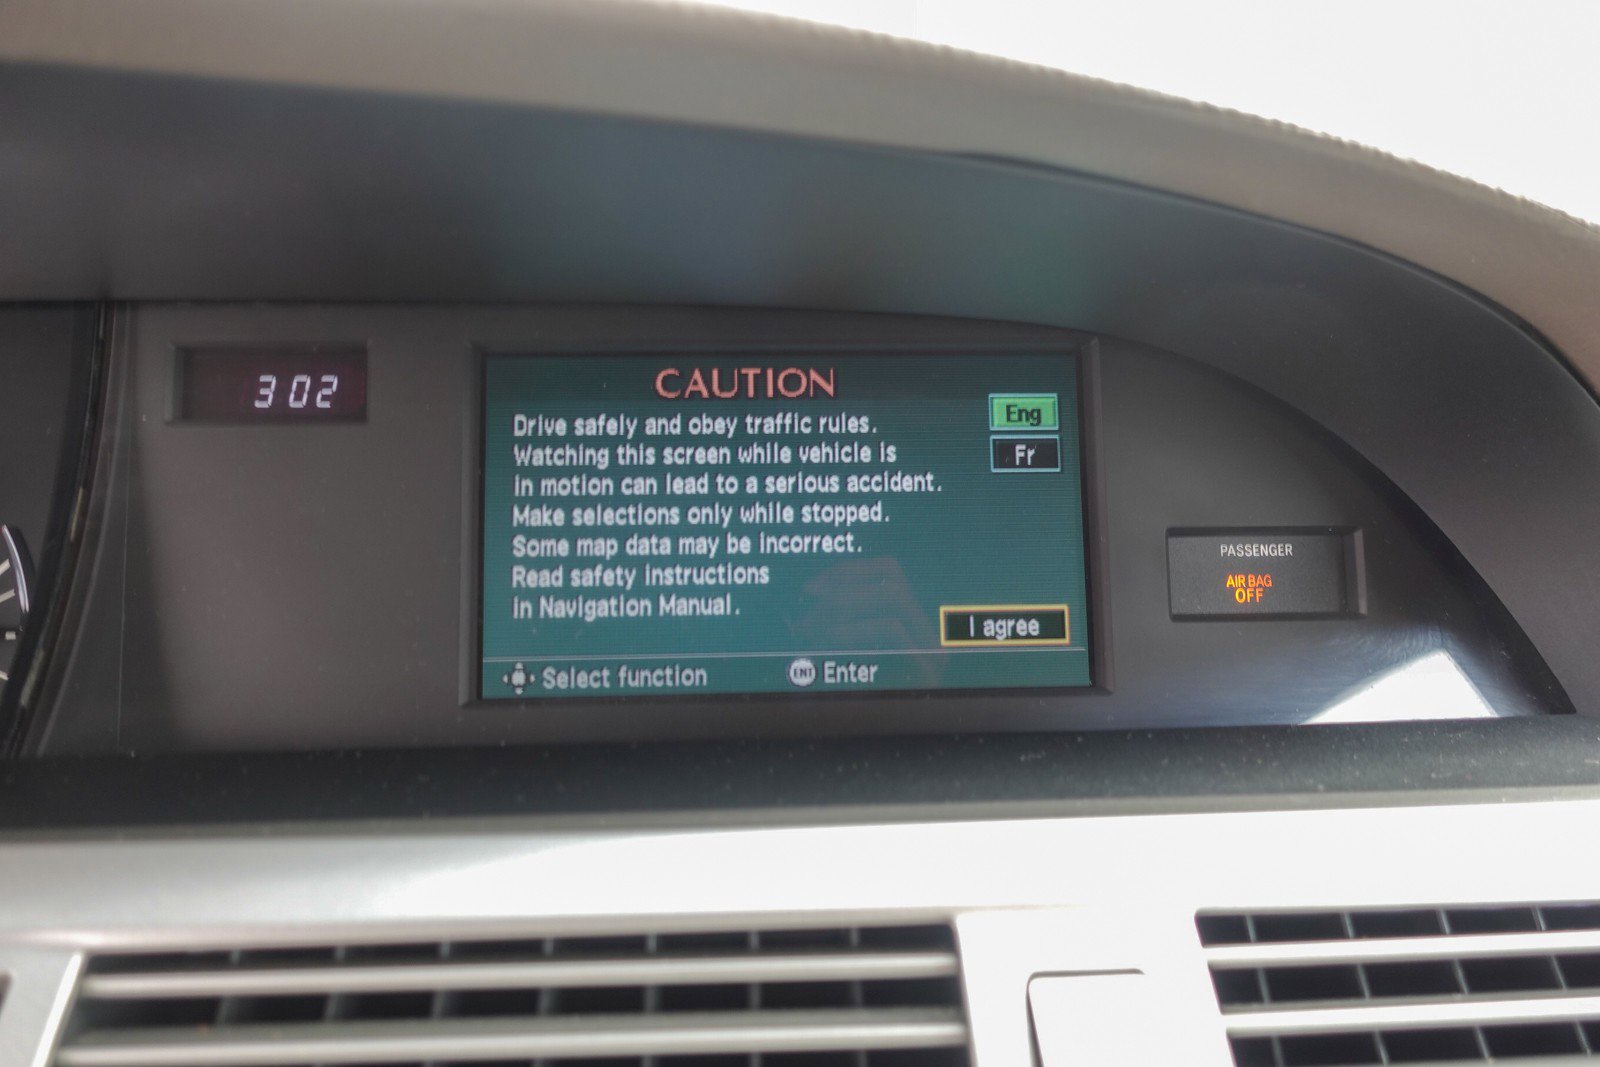 302
CAUTION
Drive safely and obey traffic rules.
Watching this screen while vehicle is
in motion can lead to a serious accident.
Make selections only while stopped.
Some map data may be incorrect.
Read safety instructions
in Navigation Manual.
Eng
Fr
I agree
Select function
ENT Enter
PASSENGER
AIR BAG
OFF